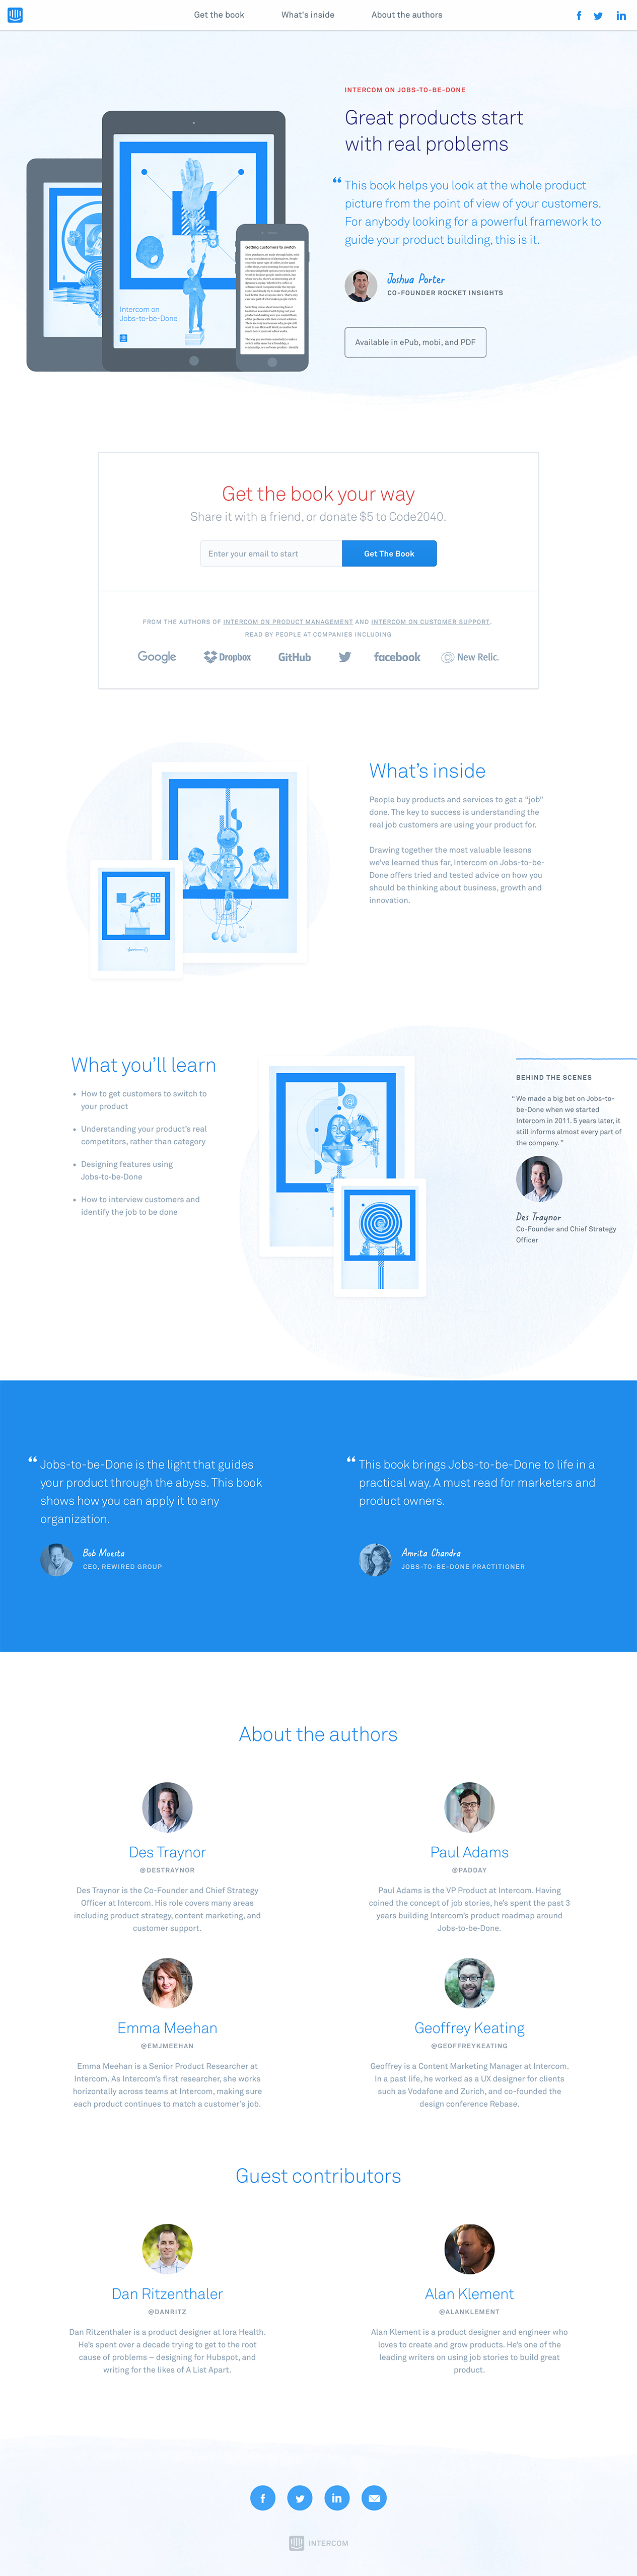 Get the book
What's inside
About the authors
INTERCOM ON JOBS-TO-BE-DONE
Great products start
with real problems
“ This book helps you look at the whole product
picture from the point of view of your customers.
For anybody looking for a powerful framework to
guide your product building, this is it.
Joshua Porter
CO-FOUNDER ROCKET INSIGHTS
Available in ePub, mobi, and PDF
Intercom on
Jobs-to-be-Done
Getting customers to switch
Get the book your way
Share it with a friend, or donate $5 to Code2040.
Enter your email to start
Get The Book
FROM THE AUTHORS OF INTERCOM ON PRODUCT MANAGEMENT AND INTERCOM ON CUSTOMER SUPPORT.
READ BY PEOPLE AT COMPANIES INCLUDING
Google
Dropbox
GitHub
facebook
New Relic.
What’s inside
People buy products and services to get a “job”
done. The key to success is understanding the
real job customers are using your product for.
Drawing together the most valuable lessons
we’ve learned thus far, Intercom on Jobs-to-be-
Done offers tried and tested advice on how you
should be thinking about business, growth and
innovation.
What you’ll learn
• How to get customers to switch to
your product
• Understanding your product’s real
competitors, rather than category
• Designing features using
Jobs-to-be-Done
• How to interview customers and
identify the job to be done
BEHIND THE SCENES
“ We made a big bet on Jobs-to-
be-Done when we started
Intercom in 2011. 5 years later, it
still informs almost every part of
the company. ”
Des Traynor
Co-Founder and Chief Strategy
Officer
“ Jobs-to-be-Done is the light that guides
your product through the abyss. This book
shows how you can apply it to any
organization.
Bob Moesta
CEO, REWIRED GROUP
“ This book brings Jobs-to-be-Done to life in a
practical way. A must read for marketers and
product owners.
Amrita Chandra
JOBS-TO-BE-DONE PRACTITIONER
About the authors
Des Traynor
@DESTRAYNOR
Des Traynor is the Co-Founder and Chief Strategy
Officer at Intercom. His role covers many areas
including product strategy, content marketing, and
customer support.
Paul Adams
@PADDAY
Paul Adams is the VP Product at Intercom. Having
coined the concept of job stories, he’s spent the past 3
years building Intercom’s product roadmap around
Jobs-to-be-Done.
Emma Meehan
@EMJMEEHAN
Emma Meehan is a Senior Product Researcher at
Intercom. As Intercom’s first researcher, she works
horizontally across teams at Intercom, making sure
each product continues to match a customer’s job.
Geoffrey Keating
@GEOFFREYKEATING
Geoffrey is a Content Marketing Manager at Intercom.
In a past life, he worked as a UX designer for clients
such as Vodafone and Zurich, and co-founded the
design conference Rebase.
Guest contributors
Dan Ritzenthaler
@DANRITZ
Dan Ritzenthaler is a product designer at Iora Health.
He’s spent over a decade trying to get to the root
cause of problems – designing for Hubspot, and
writing for the likes of A List Apart.
Alan Klement
@ALANKLEMENT
Alan Klement is a product designer and engineer who
loves to create and grow products. He’s one of the
leading writers on using job stories to build great
product.
INTERCOM